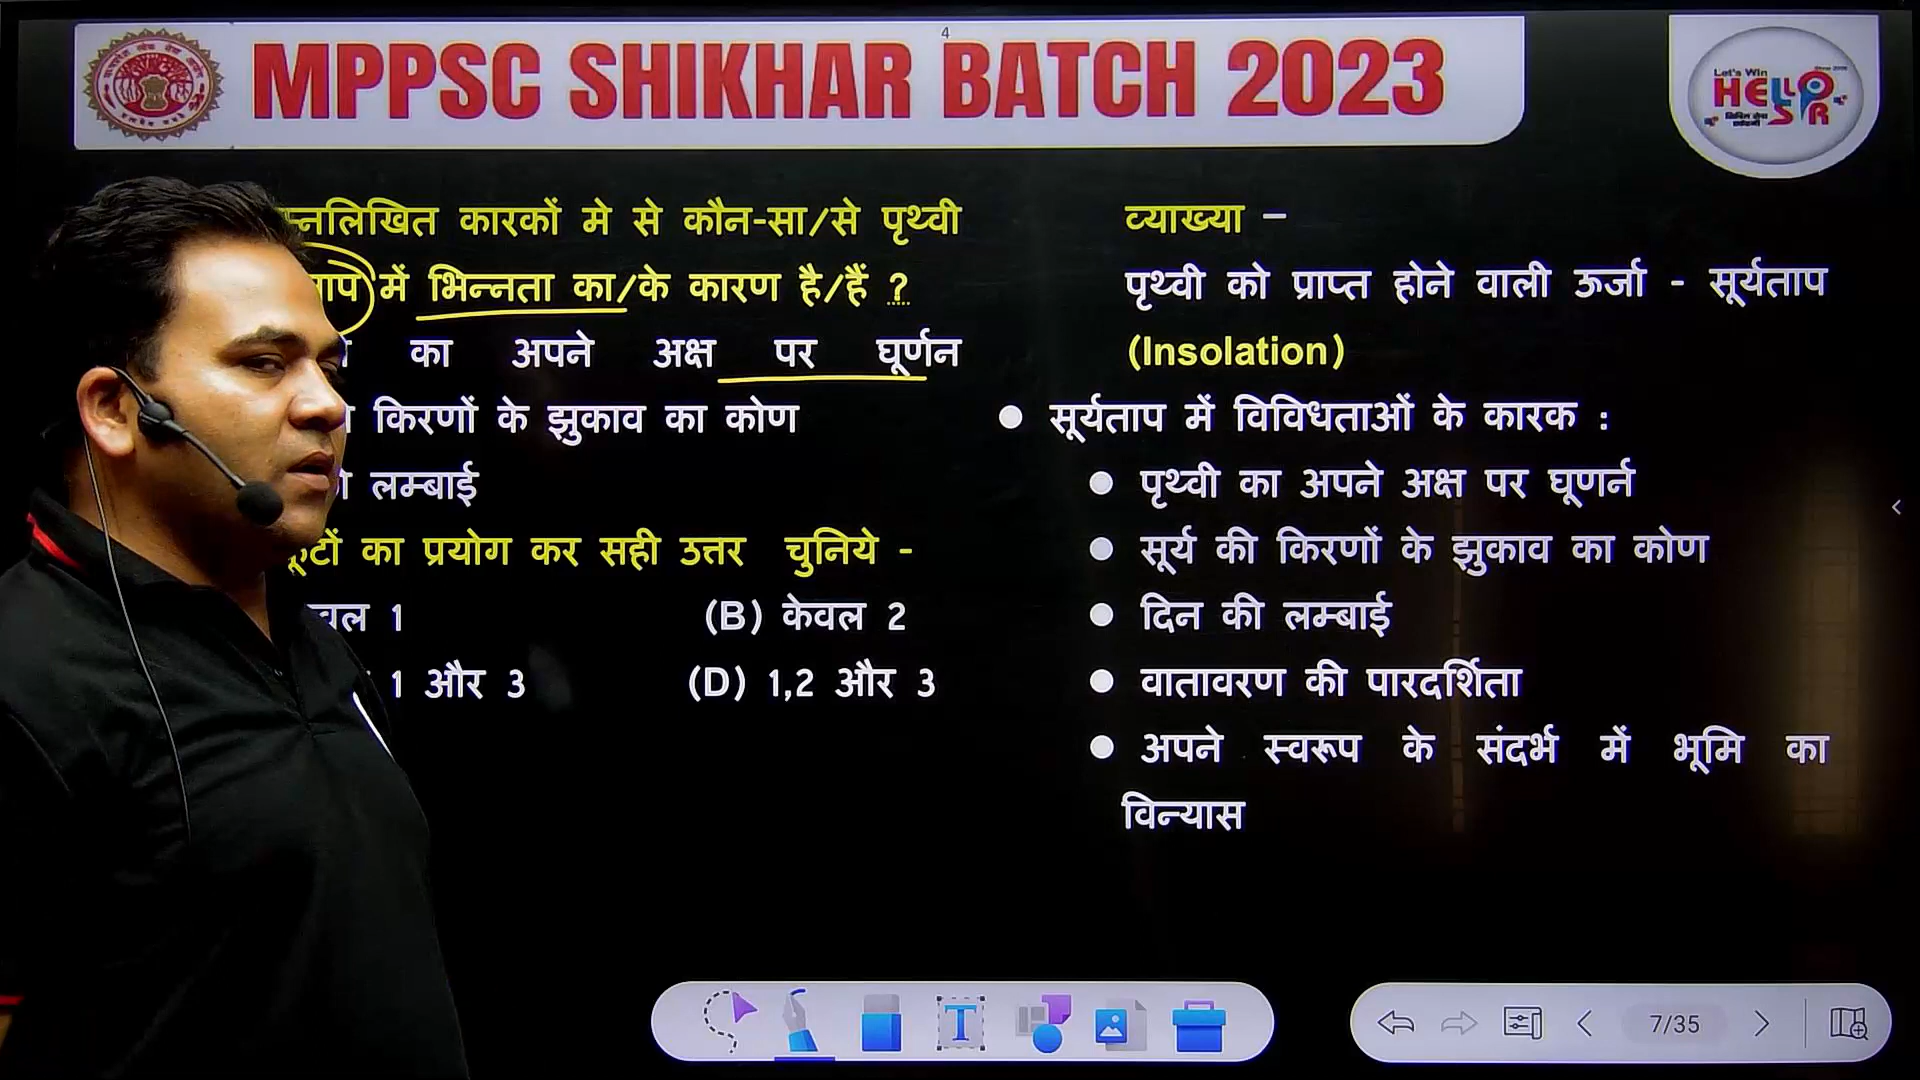 4
MPPSC SHIKHAR BATCH 2023
Let's Win
HELLO SIR
कारकों मे से कौन-सा/से पृथ्वी
में भिन्नता का/के कारण है/हैं ?
का अपने अक्ष पर घूर्णन
किरणों के झुकाव का कोण
लम्बाई
का प्रयोग कर सही उत्तर चुनिये -
1 (B) केवल 2
1 और 3 (D) 1,2 और 3
व्याख्या –
पृथ्वी को प्राप्त होने वाली ऊर्जा - सूर्यताप
(Insolation)
● सूर्यताप में विविधताओं के कारक :
● पृथ्वी का अपने अक्ष पर घूणर्न
● सूर्य की किरणों के झुकाव का कोण
● दिन की लम्बाई
● वातावरण की पारदर्शिता
● अपने स्वरूप के संदर्भ में भूमि का
विन्यास
7/35